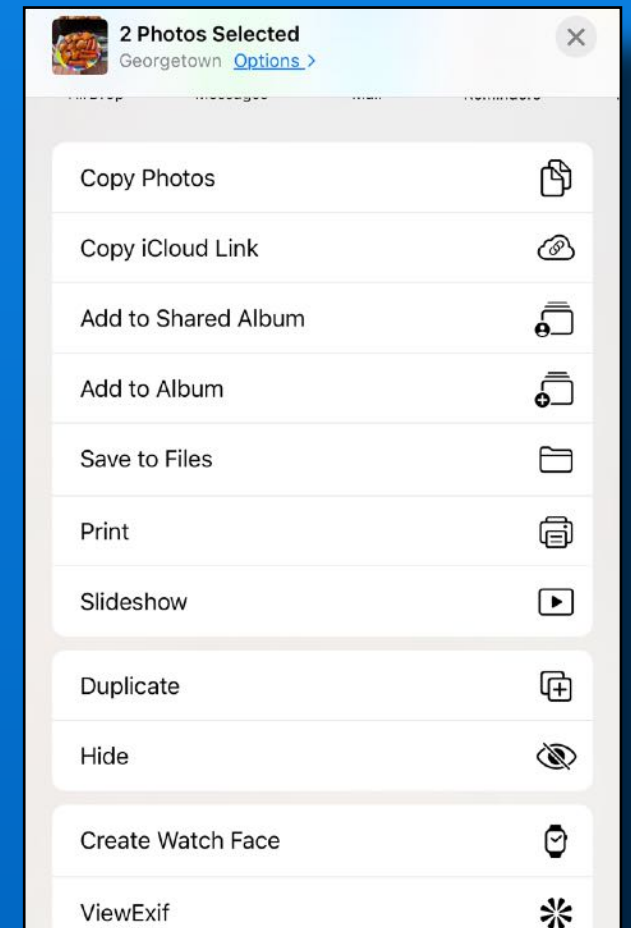 2 Photos Selected
Georgetown Options >
Copy Photos
Copy iCloud Link
Add to Shared Album
Add to Album
Save to Files
Print
Slideshow
Duplicate
Hide
Create Watch Face
ViewExif